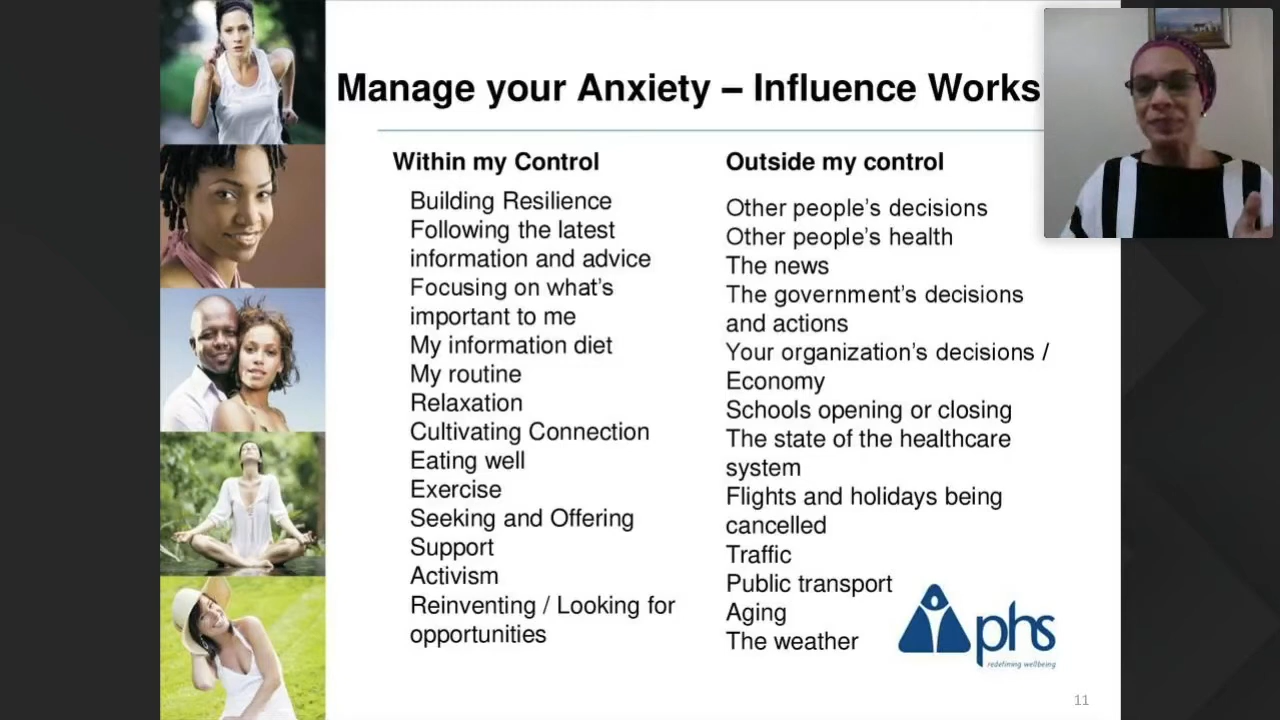 Manage your Anxiety – Influence Works
Within my Control
Building Resilience
Following the latest
information and advice
Focusing on what's
important to me
My information diet
My routine
Relaxation
Cultivating Connection
Eating well
Exercise
Seeking and Offering
Support
Activism
Reinventing / Looking for
opportunities
Outside my control
Other people's decisions
Other people's health
The news
The government's decisions
and actions
Your organization's decisions /
Economy
Schools opening or closing
The state of the healthcare
system
Flights and holidays being
cancelled
Traffic
Public transport
Aging
The weather
phs
redefining wellbeing
11